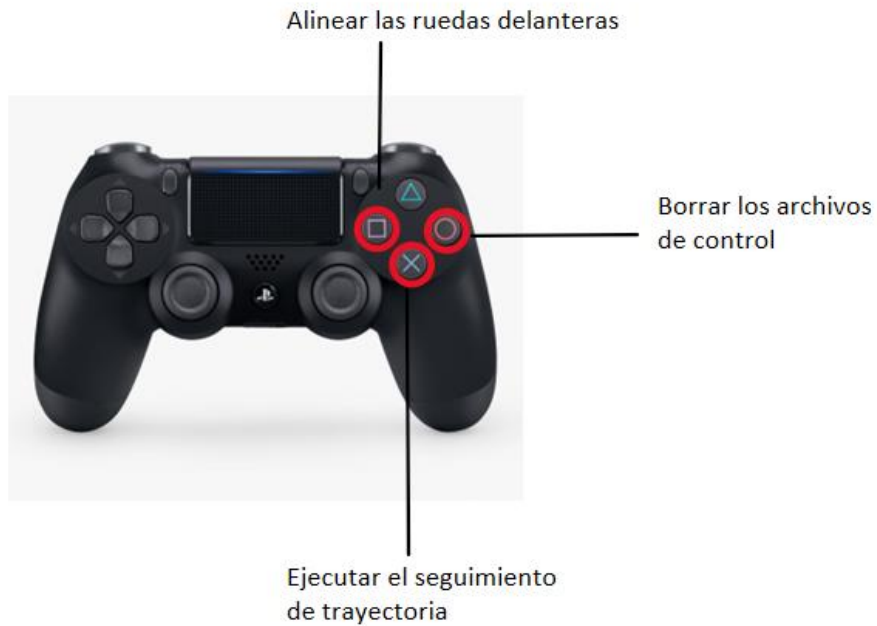 Alinear las ruedas delanteras
Borrar los archivos
de control
Ejecutar el seguimiento
de trayectoria